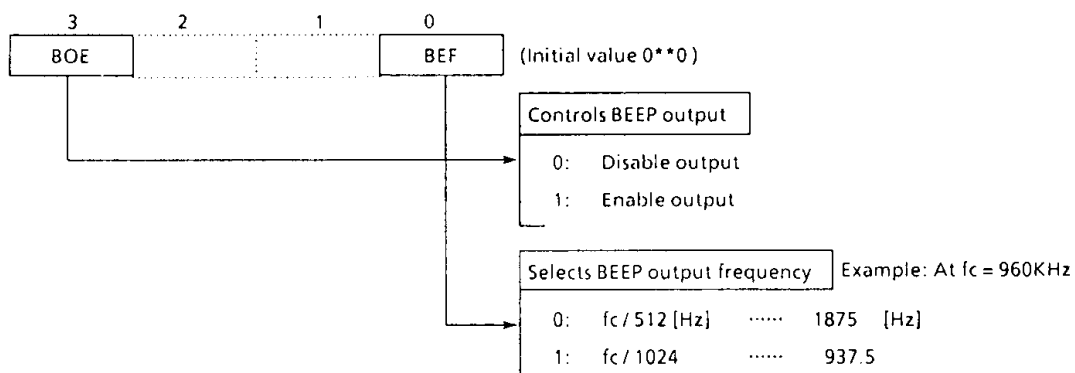 3 2 1 0
BOE BEF (Initial value 0**0)
Controls BEEP output
0: Disable output
1: Enable output
Selects BEEP output frequency Example: At fc = 960KHz
0: fc / 512 [Hz] ...... 1875 [Hz]
1: fc / 1024 ...... 937.5